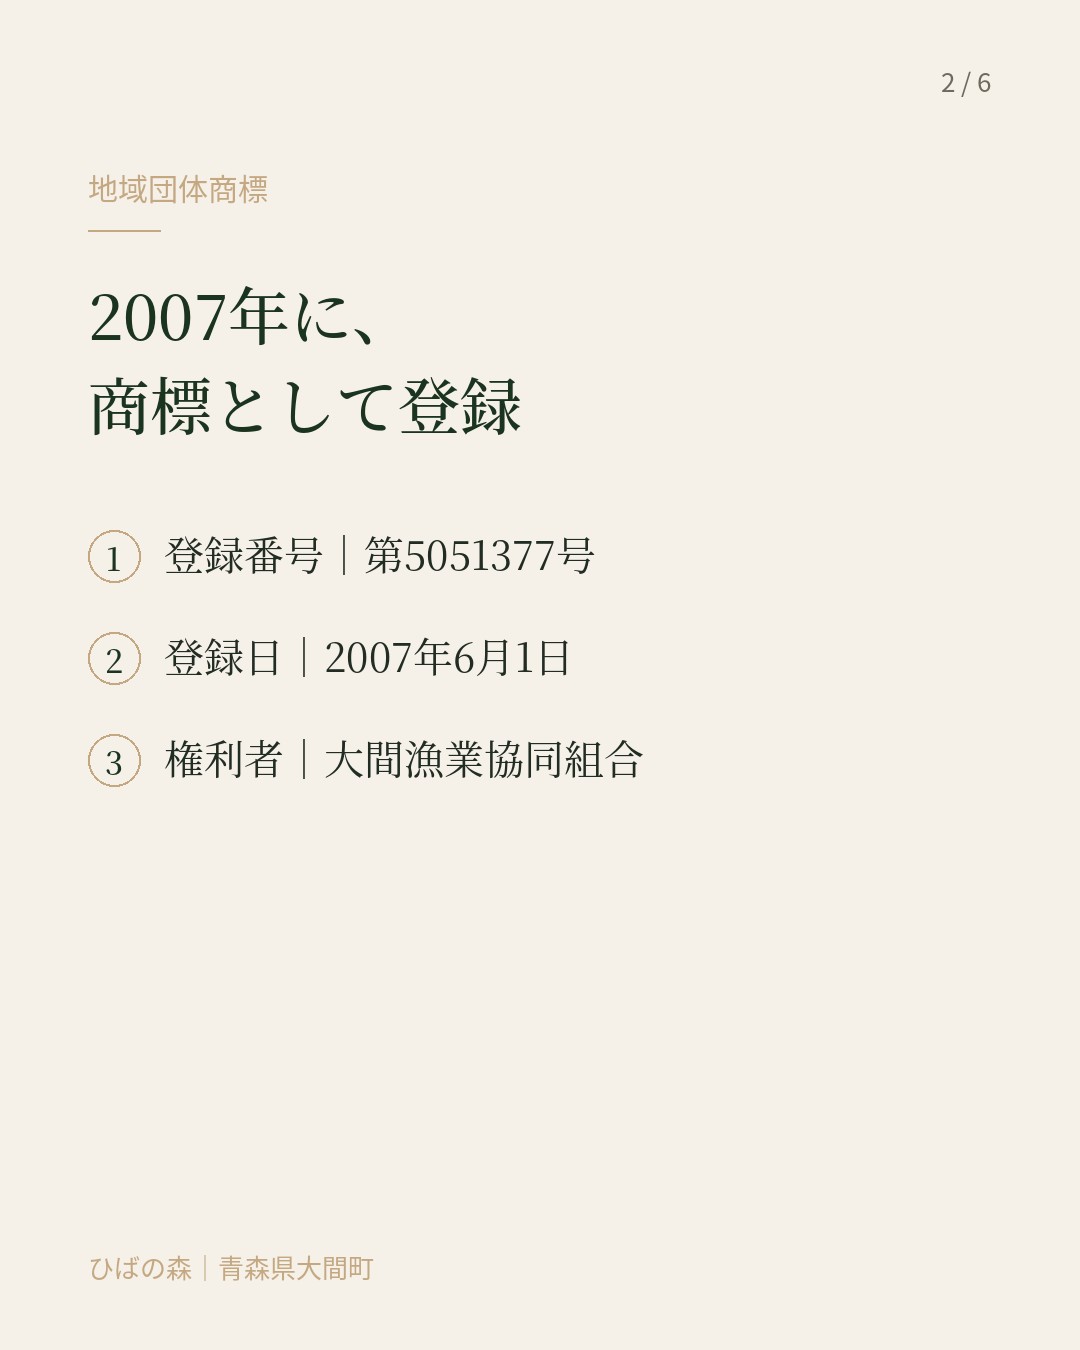 2 / 6
地域団体商標
2007年に、
商標として登録
1 登録番号｜第5051377号
2 登録日｜2007年6月1日
3 権利者｜大間漁業協同組合
ひばの森｜青森県大間町